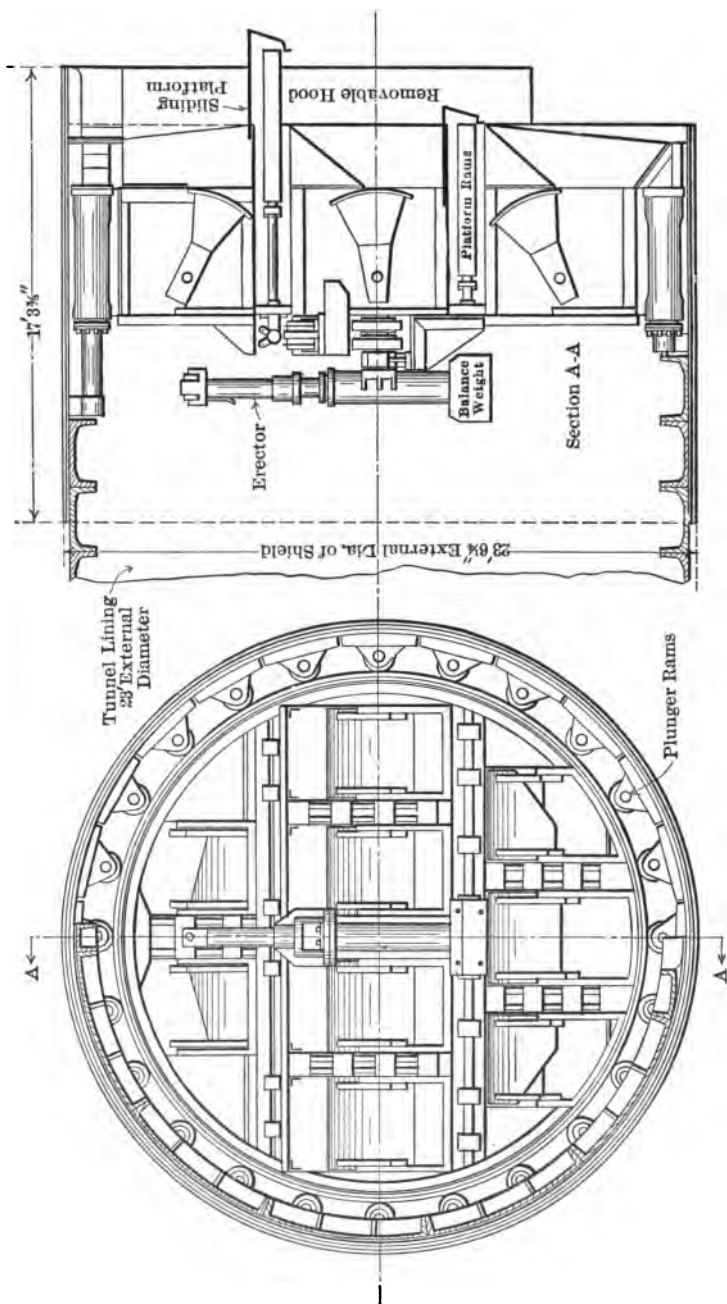 17′ 3⅜″
Sliding
Platform
Removable Hood
Platform Rams
Erector
Balance
Weight
Section A-A
23′ 6¼″ External Dia. of Shield
Tunnel Lining
23′ External
Diameter
Plunger Rams
A
A